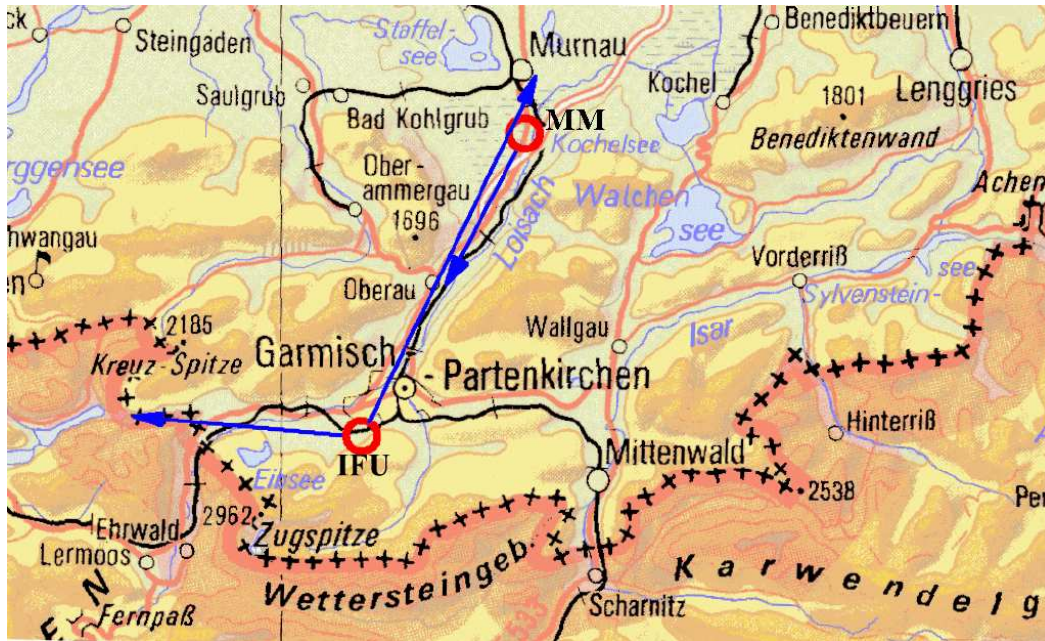 ck
Steingaden
Staffel-
see
Murnau
Benediktbeuern
Saulgrub
Bad Kohlgrub
MM
Kochel
1801
Lenggries
Kochelsee
Benediktenwand
rggensee
Ober-
ammergau
1696
Loisach
Walchen
see
Achen
hwangau
en
Oberau
Vorderriß
see
Sylvenstein-
2185
Kreuz-Spitze
Garmisch
- Partenkirchen
Wallgau
Isar
IFU
Hinterriß
Eibsee
Mittenwald
2962
Zugspitze
2538
Per
Ehrwald
Lermoos
Wettersteingeb.
Karwendelg
Scharnitz
Fernpaß
E N